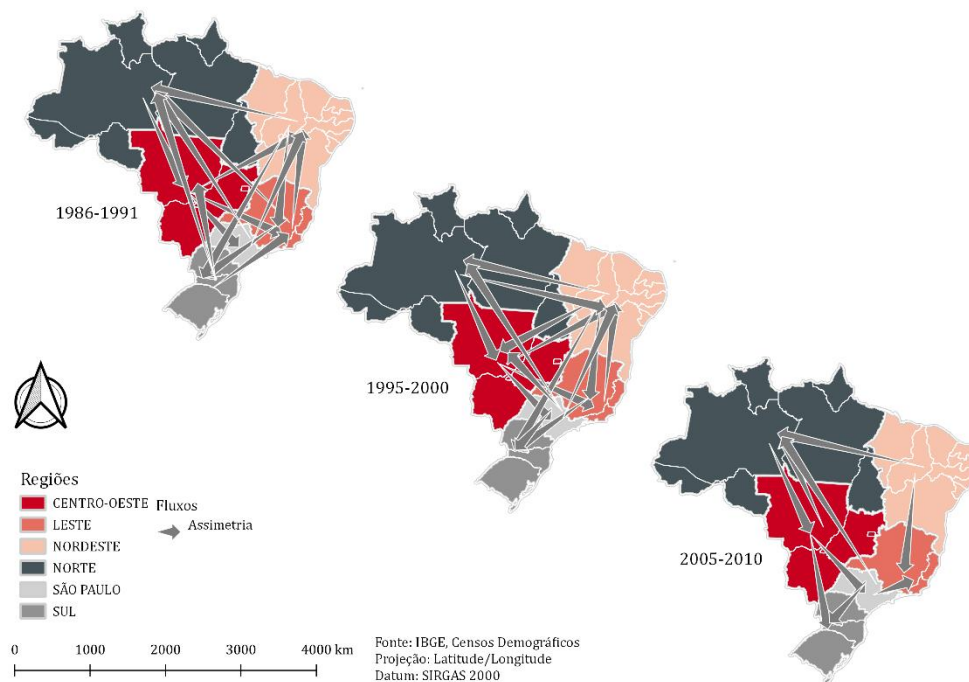 1986-1991
1995-2000
2005-2010
Regiões
CENTRO-OESTE
LESTE
NORDESTE
NORTE
SÃO PAULO
SUL
Fluxos
Assimetria
0 1000 2000 3000 4000 km
Fonte: IBGE, Censos Demográficos
Projeção: Latitude/Longitude
Datum: SIRGAS 2000